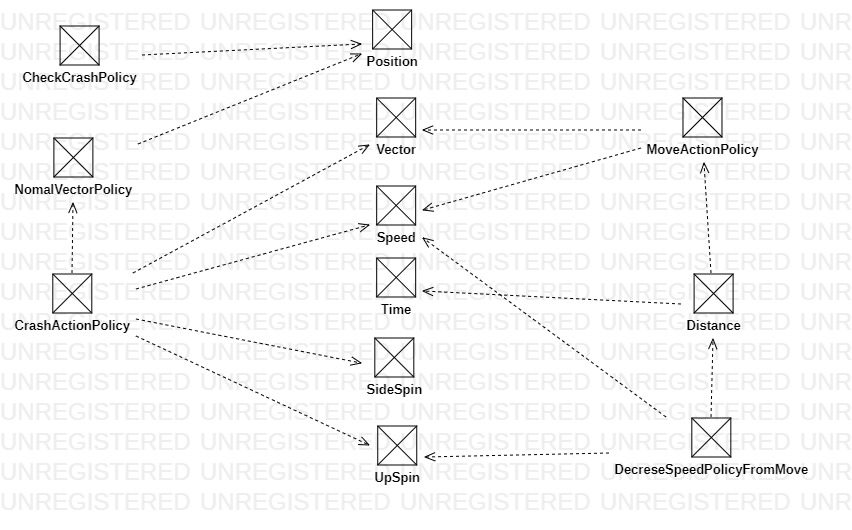 UNREGISTERED UNREGISTERED UNREGISTERED UNREGISTERED UNR
Position
CheckCrashPolicy
Vector
MoveActionPolicy
NomalVectorPolicy
Speed
Time
CrashActionPolicy
Distance
SideSpin
UpSpin
DecreseSpeedPolicyFromMove